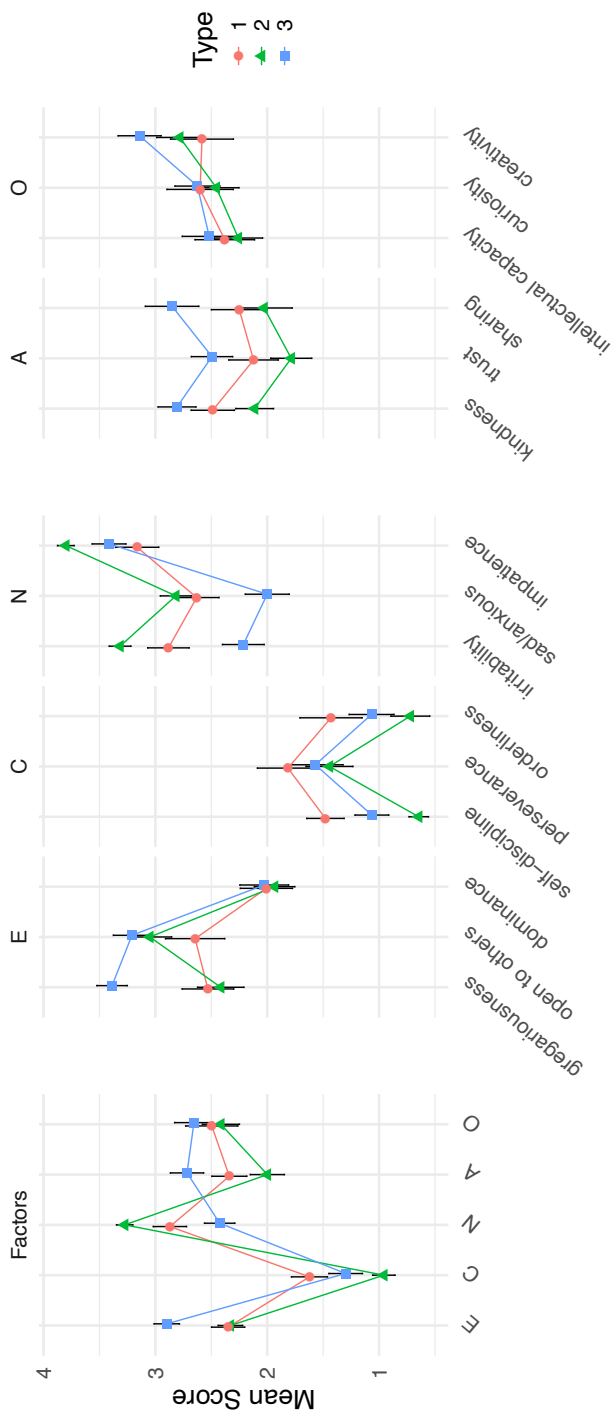 Factors
E
C
N
A
O
Mean Score
4
3
2
1
E
C
N
A
O
gregariousness
open to others
dominance
self-discipline
perseverance
orderliness
irritability
sad/anxious
impatience
kindness
trust
sharing
intellectual capacity
curiosity
creativity
Type
1
2
3